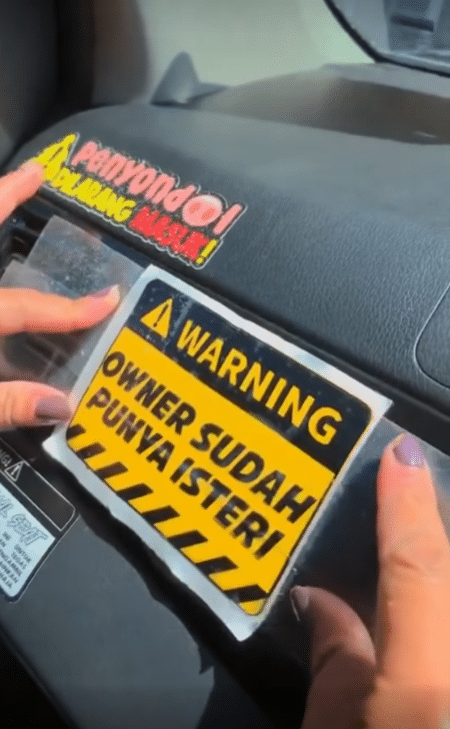 Penyondol
DILARANG MASUK!
WARNING
OWNER SUDAH
PUNYA ISTERI